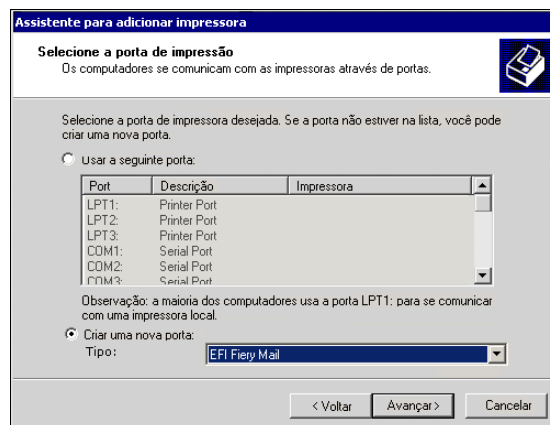 Assistente para adicionar impressora
Selecione a porta de impressão
Os computadores se comunicam com as impressoras através de portas.
Selecione a porta de impressora desejada. Se a porta não estiver na lista, você pode
criar uma nova porta.
Usar a seguinte porta:
Port Descrição Impressora
LPT1: Printer Port
LPT2: Printer Port
LPT3: Printer Port
COM1: Serial Port
COM2: Serial Port
COM3: Serial Port
Observação: a maioria dos computadores usa a porta LPT1: para se comunicar
com uma impressora local.
Criar uma nova porta:
Tipo: EFI Fiery Mail
< Voltar Avançar > Cancelar